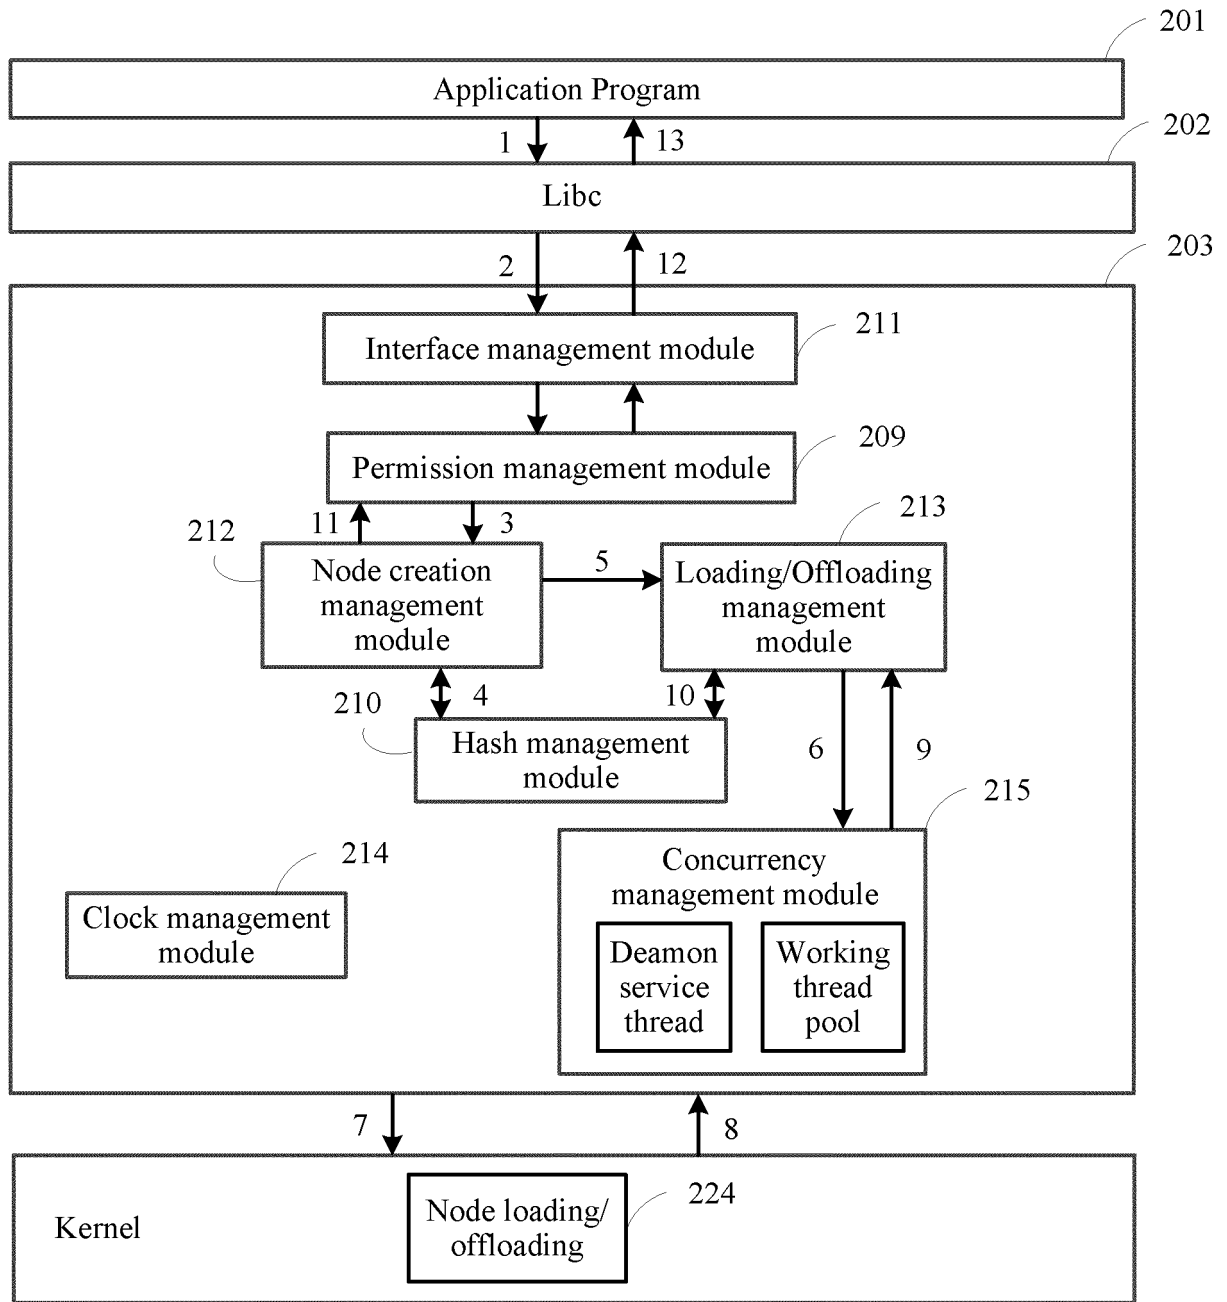 201
Application Program
1
13
202
Libc
203
2
12
211
Interface management module
209
Permission management module
213
212
11
3
Node creation
management
module
5
Loading/Offloading
management
module
210
4
10
Hash management
module
6
9
215
214
Concurrency
management module
Clock management
module
Deamon
service
thread
Working
thread
pool
7
8
224
Kernel
Node loading/
offloading